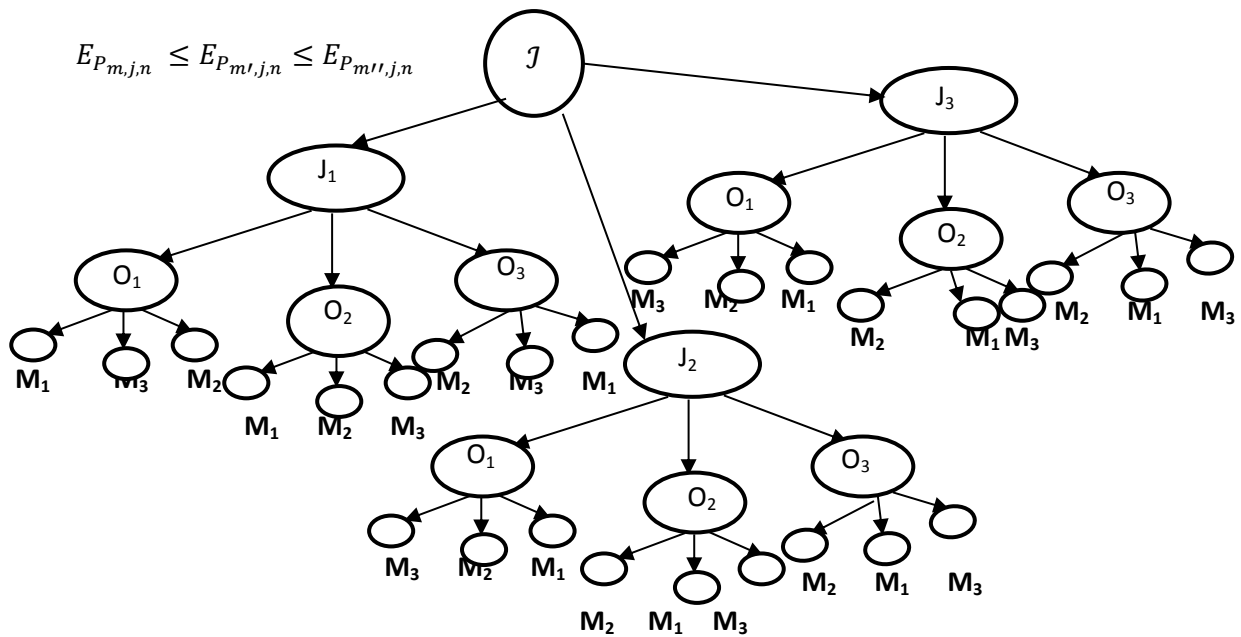 𝒥
E_{P_{m,j,n}} ≤ E_{P_{m′,j,n}} ≤ E_{P_{m′′,j,n}}
J₃
J₁
O₁ O₃
O₂
M₃ M₂ M₁
M₂ M₁ M₃
M₂ M₁ M₃
O₁ O₃
O₂
M₁ M₃ M₂
M₁ M₂ M₃
M₂ M₃ M₁
J₂
O₁ O₃
O₂
M₃ M₂ M₁
M₂ M₁ M₃
M₂ M₁ M₃